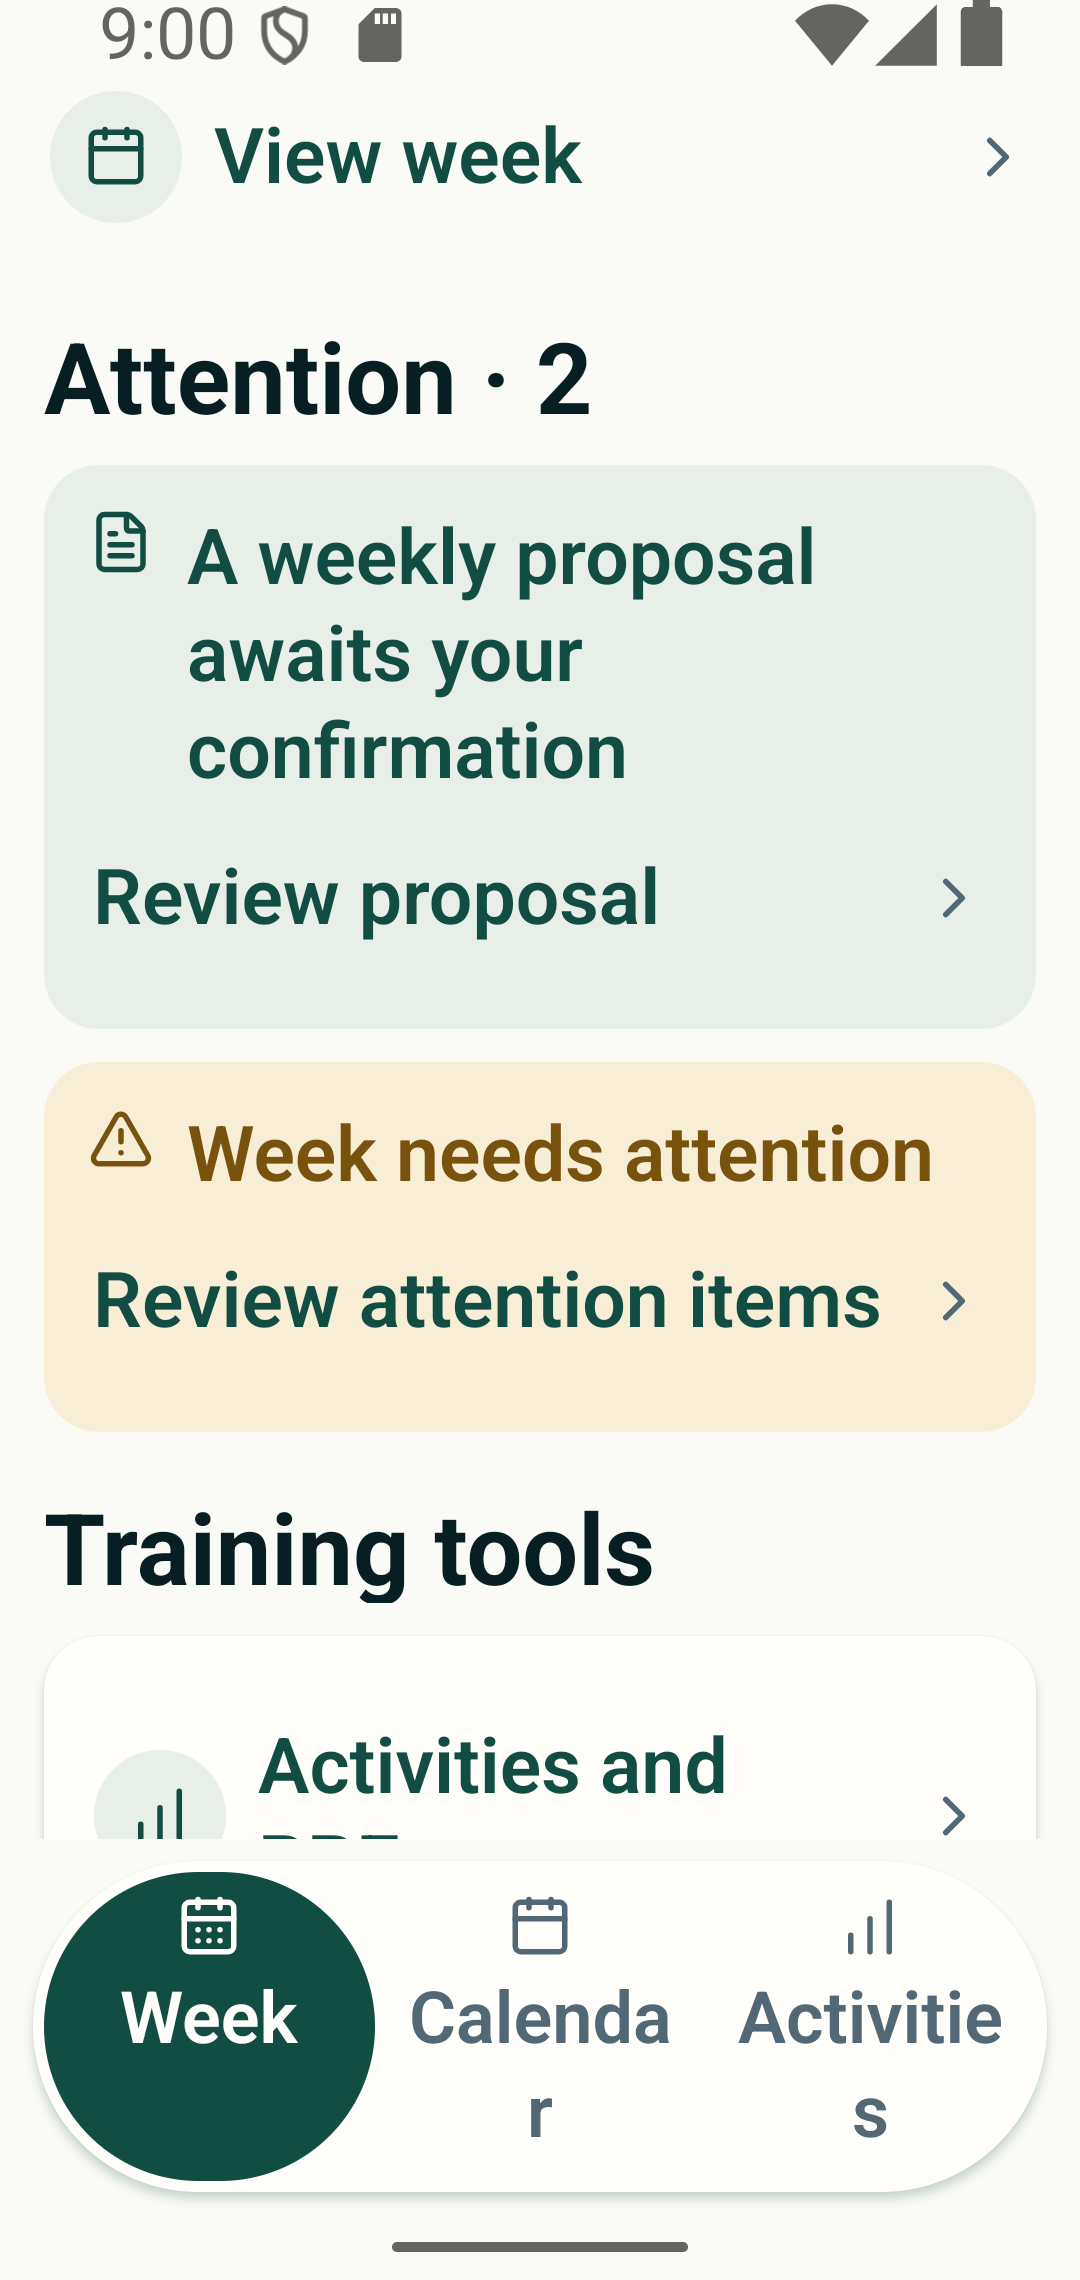 9:00
View week
Attention · 2
A weekly proposal
awaits your
confirmation
Review proposal
Week needs attention
Review attention items
Training tools
Activities and
Week
Calenda
r
Activitie
s